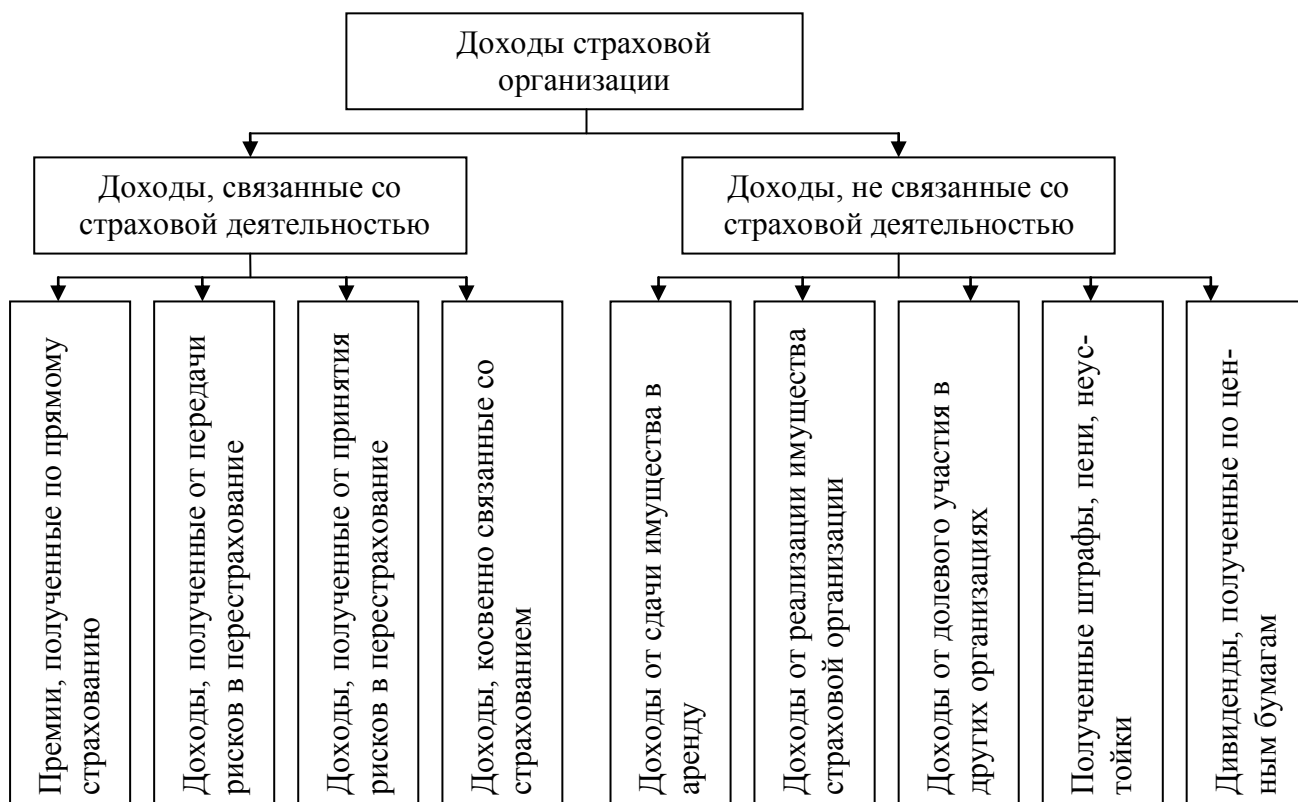 Доходы страховой
организации
Доходы, связанные со
страховой деятельностью
Доходы, не связанные со
страховой деятельностью
Премии, полученные по прямому
страхованию
Доходы, полученные от передачи
рисков в перестрахование
Доходы, полученные от принятия
рисков в перестрахование
Доходы, косвенно связанные со
страхованием
Доходы от сдачи имущества в
аренду
Доходы от реализации имущества
страховой организации
Доходы от долевого участия в
других организациях
Полученные штрафы, пени, неус-
тойки
Дивиденды, полученные по цен-
ным бумагам